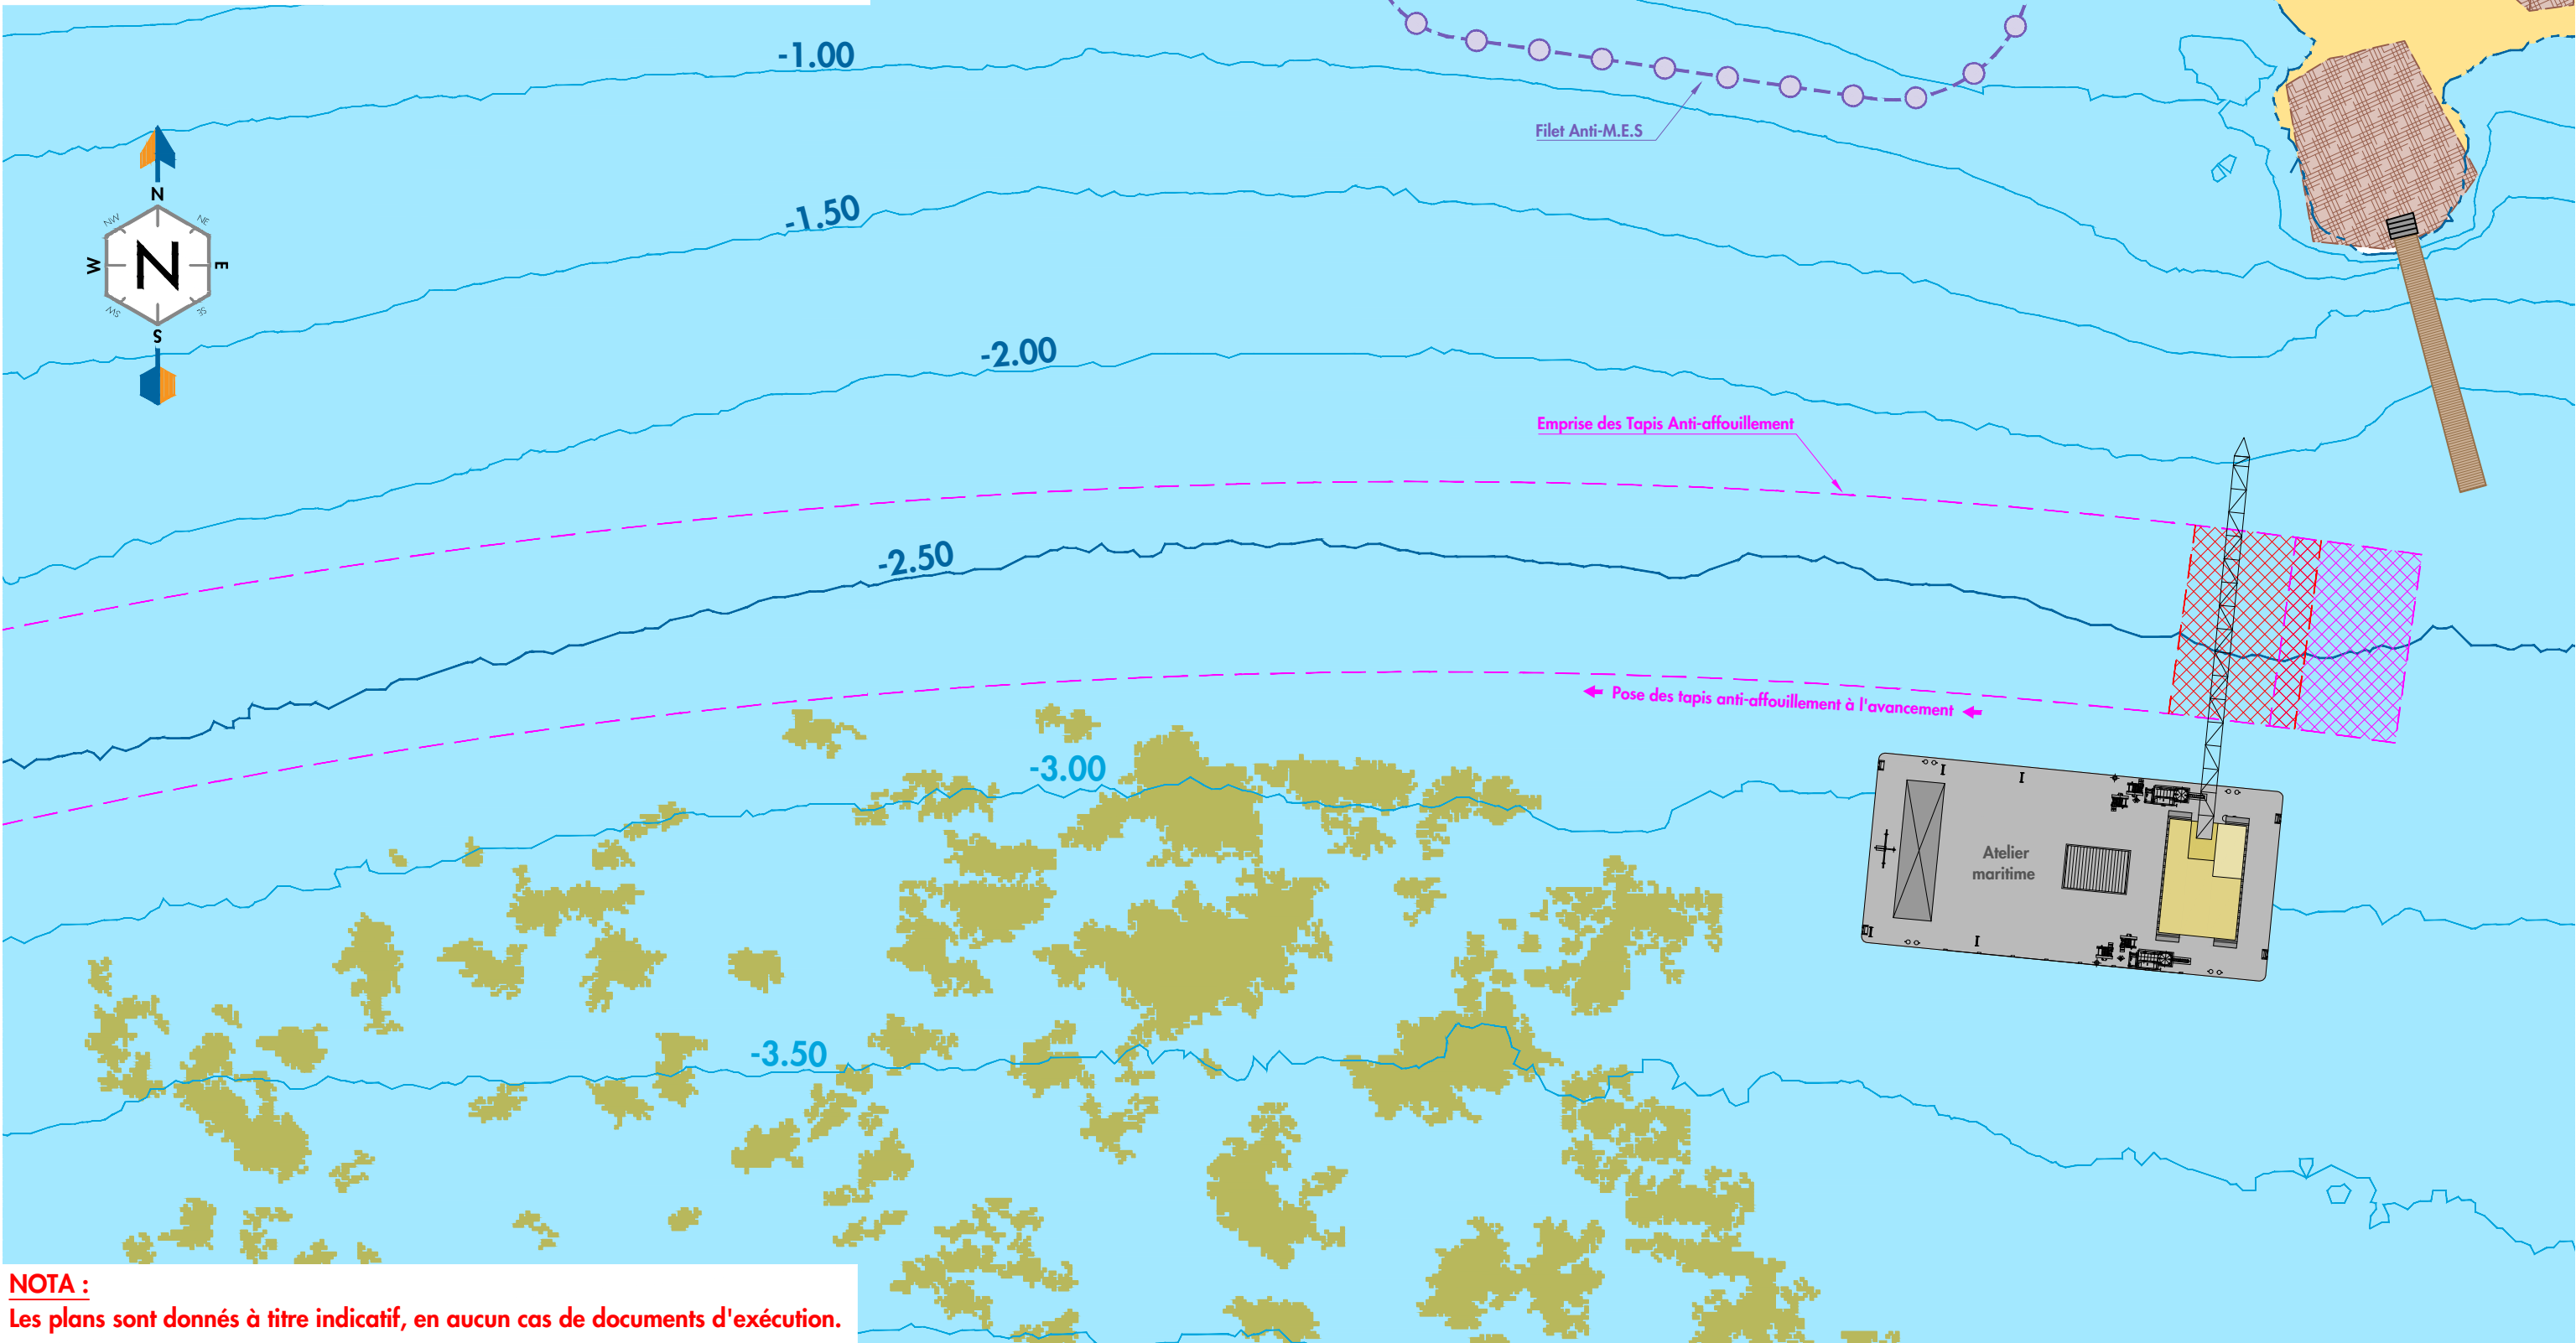 -1.00
Filet Anti-M.E.S
N
NW
NE
-1.50
N
W
E
SW
SE
S
-2.00
Emprise des Tapis Anti-affouillement
-2.50
Pose des tapis anti-affouillement à l'avancement
-3.00
Atelier
maritime
-3.50
NOTA :
Les plans sont donnés à titre indicatif, en aucun cas de documents d'exécution.